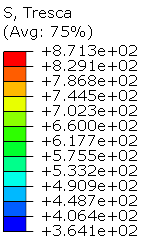 S, Tresca
(Avg: 75%)
+8.713e+02
+8.291e+02
+7.868e+02
+7.445e+02
+7.023e+02
+6.600e+02
+6.177e+02
+5.755e+02
+5.332e+02
+4.909e+02
+4.487e+02
+4.064e+02
+3.641e+02